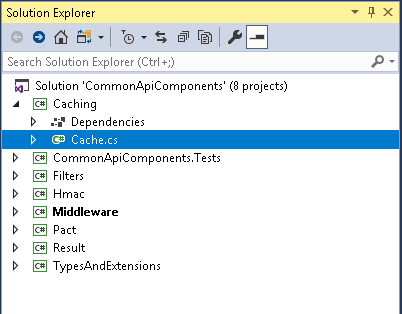 Solution Explorer
Search Solution Explorer (Ctrl+;)
Solution 'CommonApiComponents' (8 projects)
C# Caching
Dependencies
C# Cache.cs
C# CommonApiComponents.Tests
C# Filters
C# Hmac
C# Middleware
C# Pact
C# Result
C# TypesAndExtensions